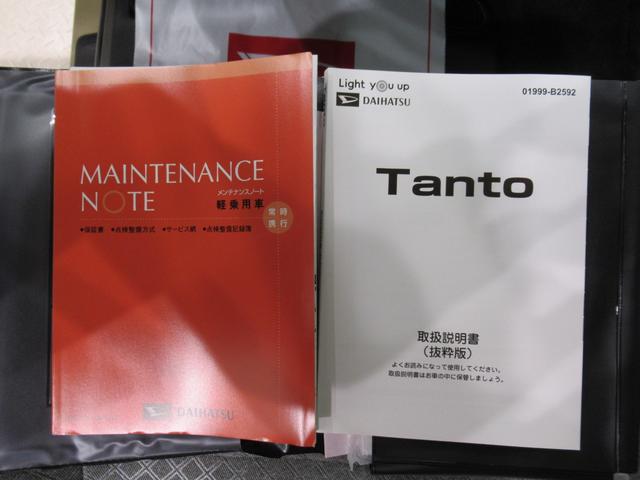 MAINTENANCE
NOTE
メンテナンスノート
軽乗用車
常時
携行
●保証書 ●点検整備方式 ●サービス網 ●点検整備記録簿
DAIHATSU
Light you up
DAIHATSU
01999-B2592
Tanto
取扱説明書
(抜粋版)
よくお読みになって使用してください。
取扱説明書はお車の中に保管しましょう。